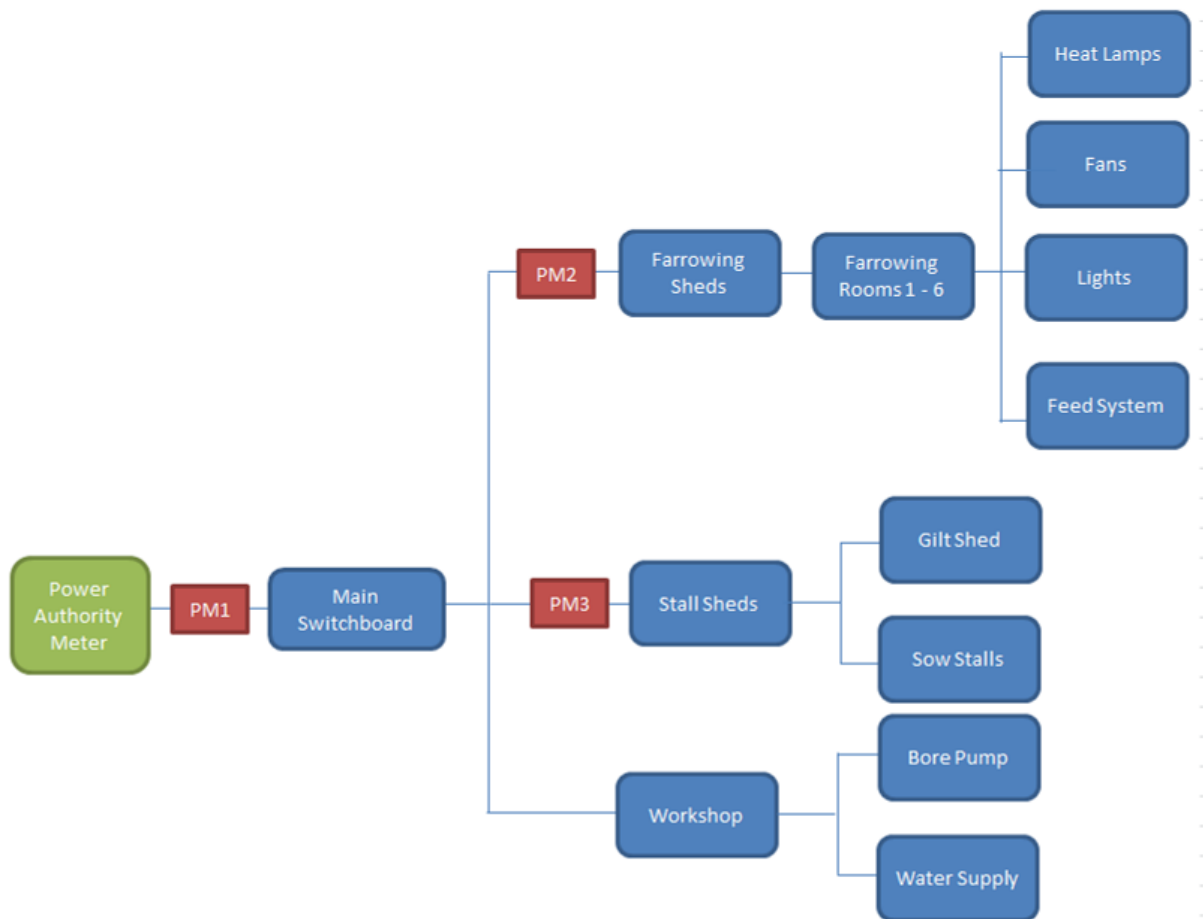 Heat Lamps
Fans
PM2
Farrowing
Sheds
Farrowing
Rooms 1 - 6
Lights
Feed System
Gilt Shed
Power
Authority
Meter
PM1
Main
Switchboard
PM3
Stall Sheds
Sow Stalls
Bore Pump
Workshop
Water Supply